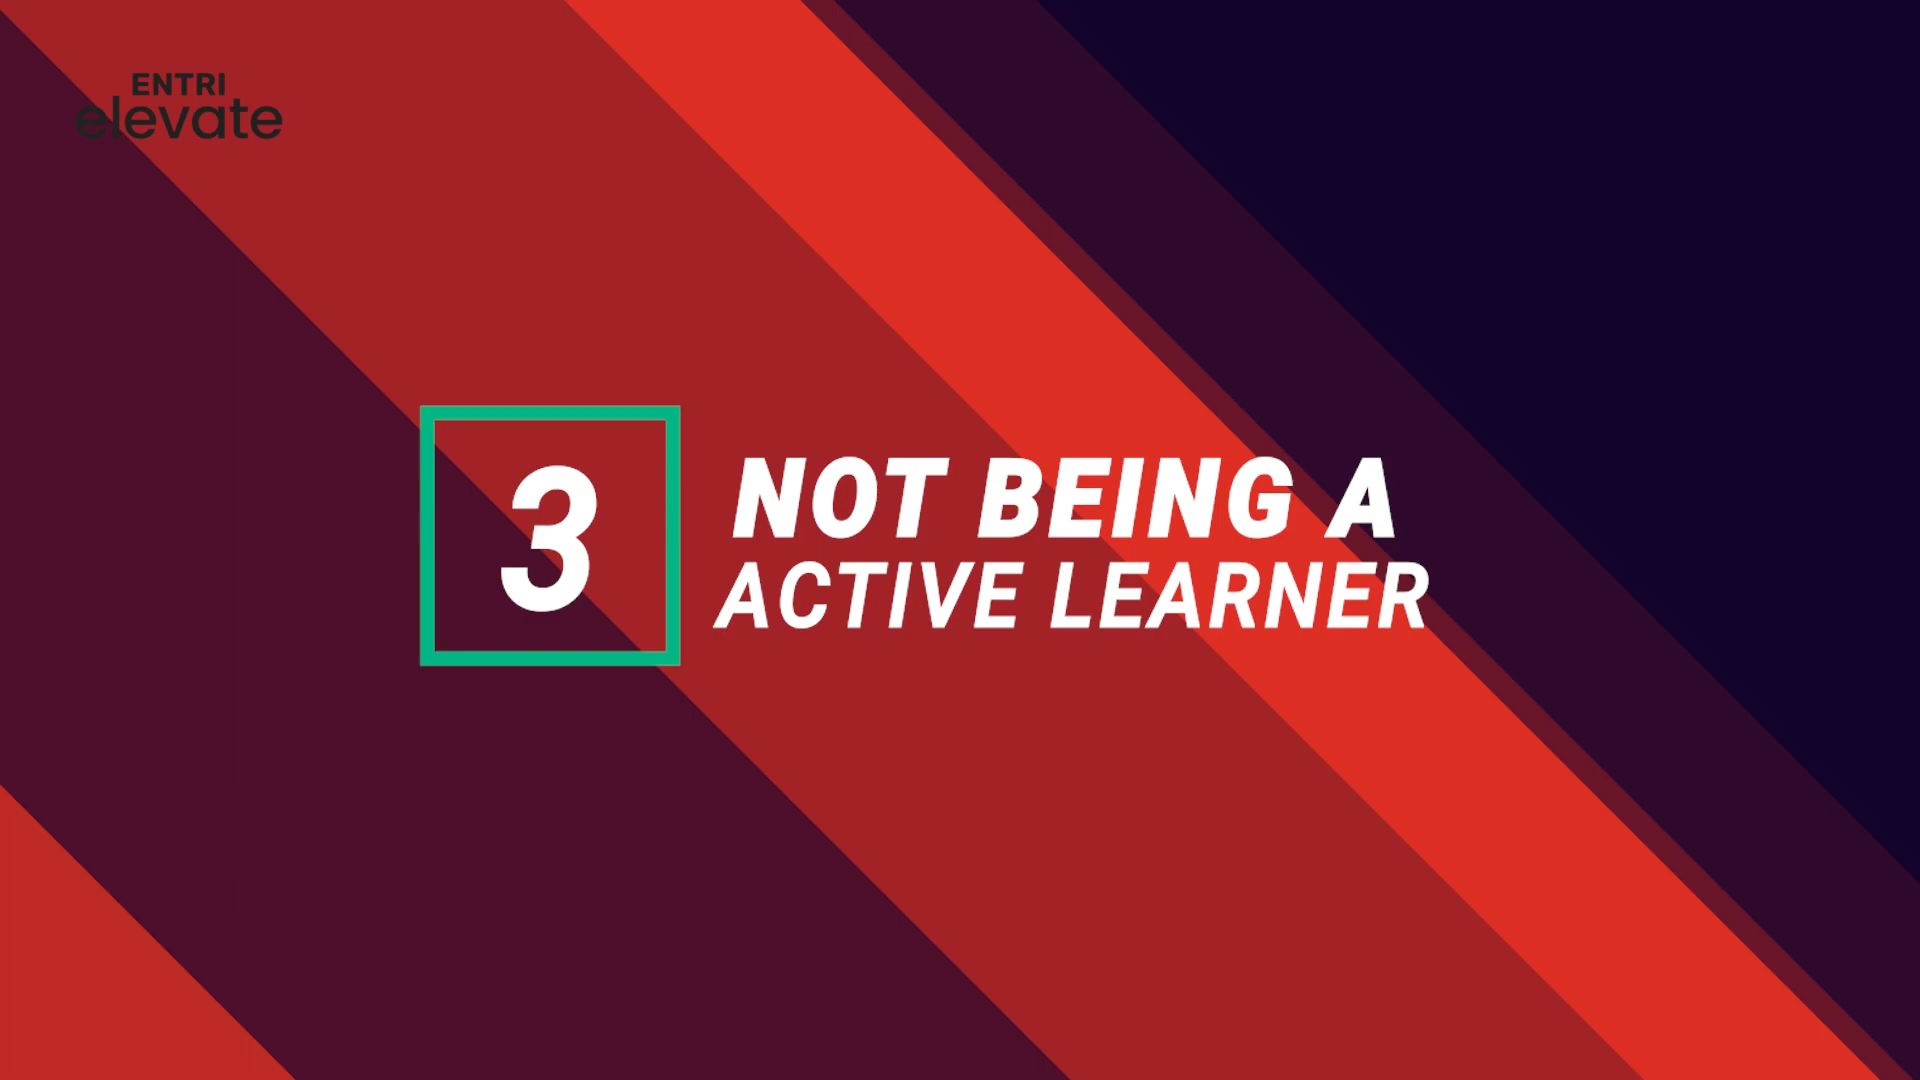 ENTRI
elevate
3
NOT BEING A
ACTIVE LEARNER